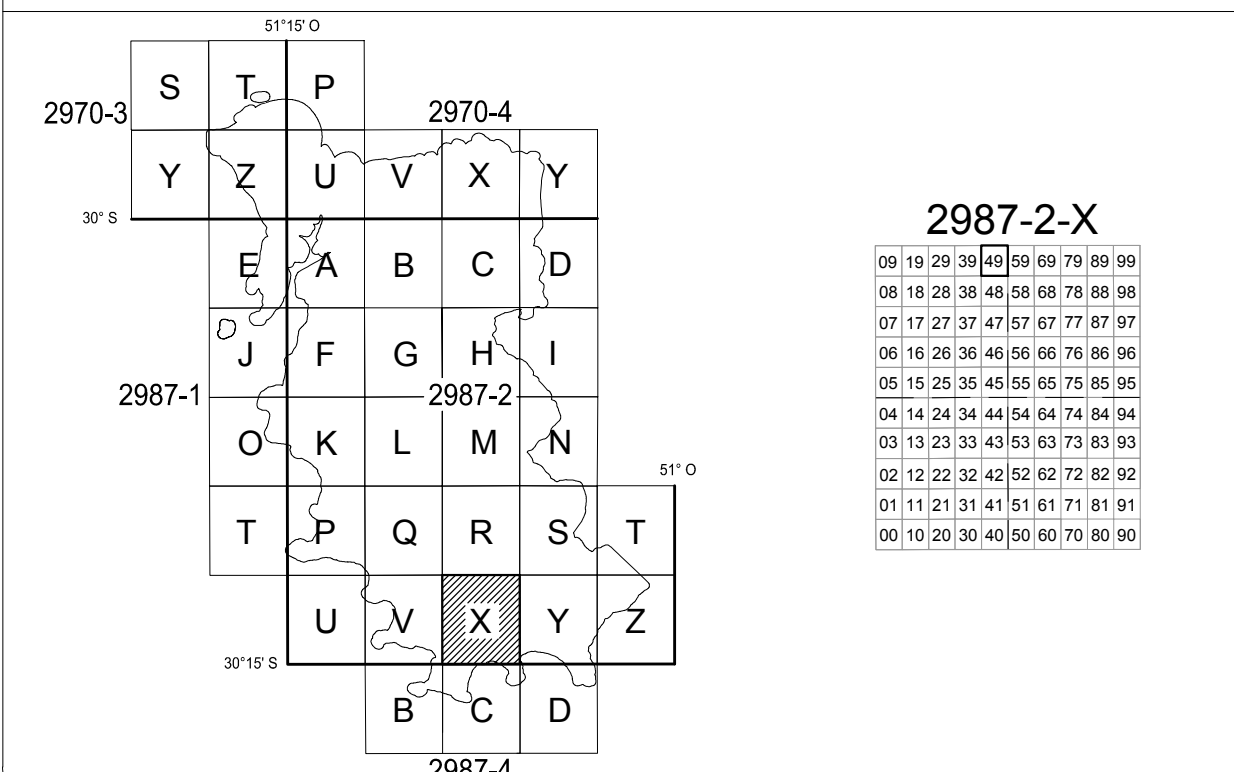 51°15' O
S T P
2970-3
2970-4
Y Z U V X Y
30° S
E A B C D
J F G H I
2987-1
2987-2
O K L M N
51° O
T P Q R S T
U V X Y Z
30°15' S
B C D
2987-4
2987-2-X
09 19 29 39 49 59 69 79 89 99
08 18 28 38 48 58 68 78 88 98
07 17 27 37 47 57 67 77 87 97
06 16 26 36 46 56 66 76 86 96
05 15 25 35 45 55 65 75 85 95
04 14 24 34 44 54 64 74 84 94
03 13 23 33 43 53 63 73 83 93
02 12 22 32 42 52 62 72 82 92
01 11 21 31 41 51 61 71 81 91
00 10 20 30 40 50 60 70 80 90